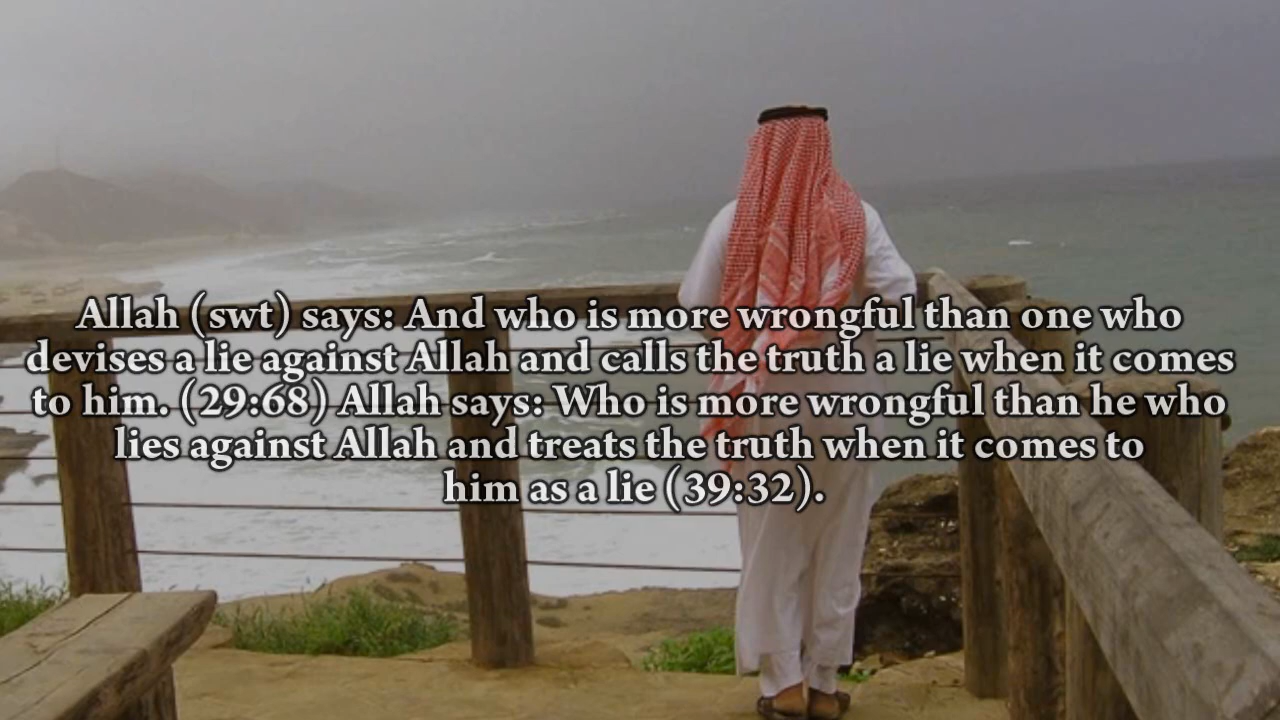 Allah (swt) says: And who is more wrongful than one who
devises a lie against Allah and calls the truth a lie when it comes
to him. (29:68) Allah says: Who is more wrongful than he who
lies against Allah and treats the truth when it comes to
him as a lie (39:32).